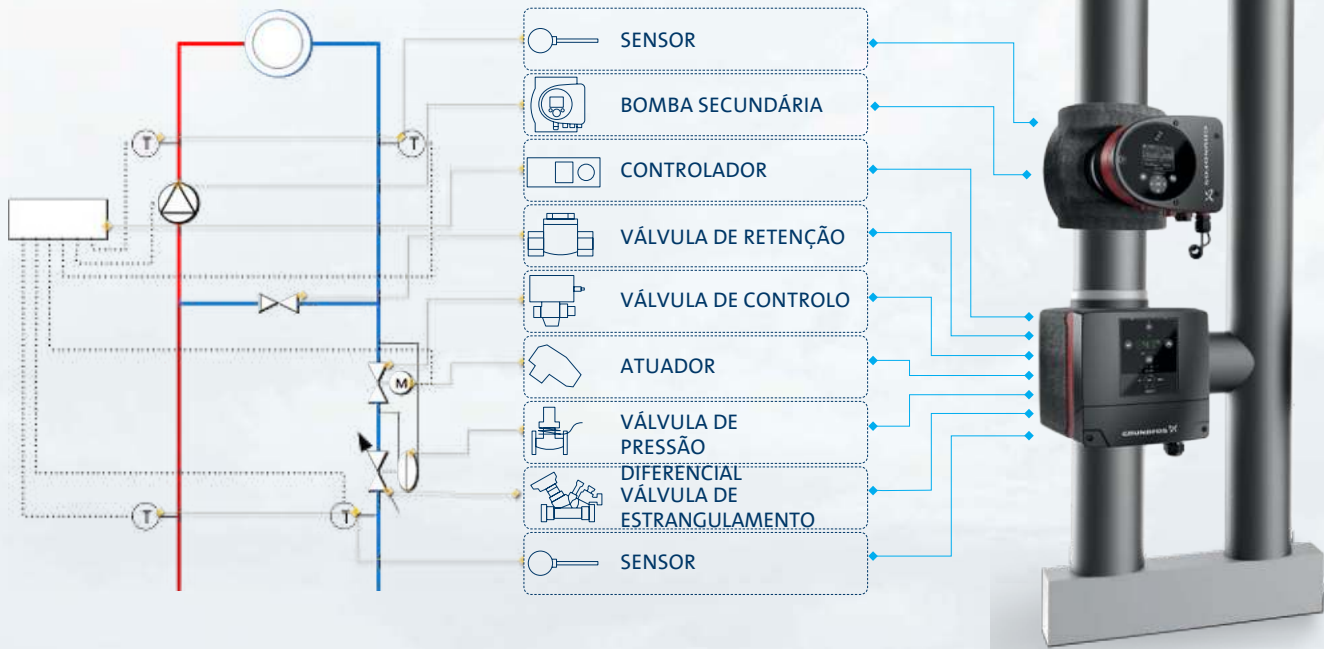 SENSOR
BOMBA SECUNDÁRIA
CONTROLADOR
VÁLVULA DE RETENÇÃO
VÁLVULA DE CONTROLO
ATUADOR
VÁLVULA DE
PRESSÃO
DIFERENCIAL
VÁLVULA DE
ESTRANGULAMENTO
SENSOR
T
T
M
T
T
GRUNDFOS X
GRUNDFOS X